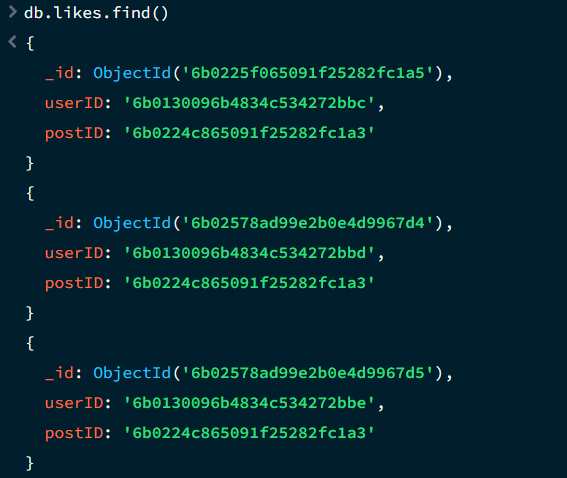 > db.likes.find()
< {
_id: ObjectId('6b0225f065091f25282fc1a5'),
userID: '6b0130096b4834c534272bbc',
postID: '6b0224c865091f25282fc1a3'
}
{
_id: ObjectId('6b02578ad99e2b0e4d9967d4'),
userID: '6b0130096b4834c534272bbd',
postID: '6b0224c865091f25282fc1a3'
}
{
_id: ObjectId('6b02578ad99e2b0e4d9967d5'),
userID: '6b0130096b4834c534272bbe',
postID: '6b0224c865091f25282fc1a3'
}